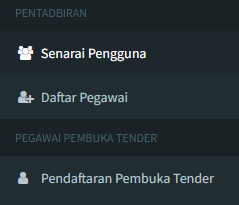 PENTADBIRAN
Senarai Pengguna
Daftar Pegawai
PEGAWAI PEMBUKA TENDER
Pendaftaran Pembuka Tender